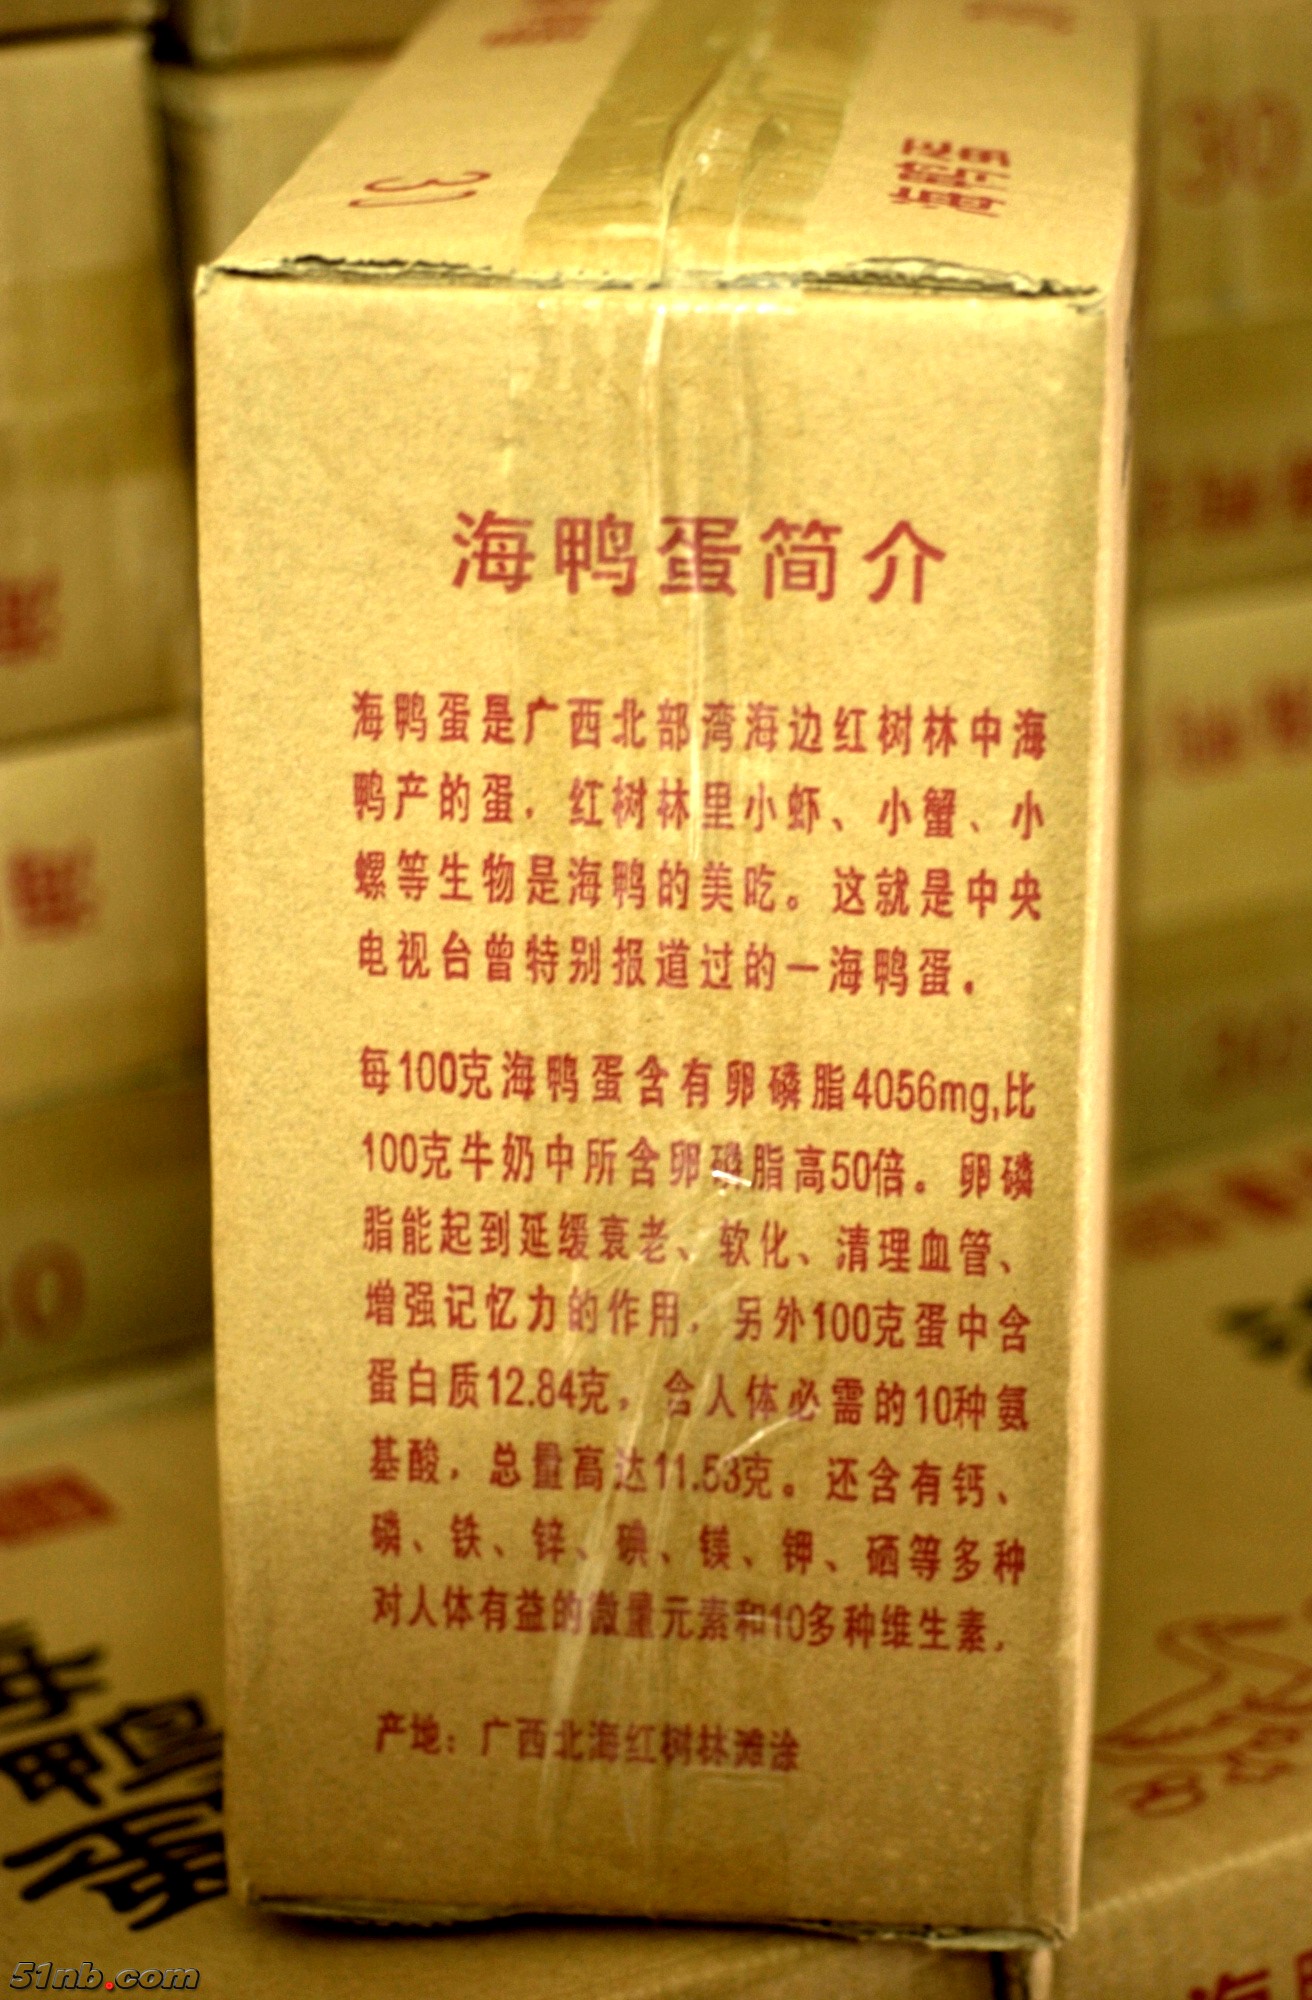 30
海鸭蛋简介
海鸭蛋是广西北部湾海边红树林中海
鸭产的蛋，红树林里小虾、小蟹、小
螺等生物是海鸭的美吃。这就是中央
电视台曾特别报道过的一海鸭蛋。
每100克海鸭蛋含有卵磷脂4056mg,比
100克牛奶中所含卵磷脂高50倍。卵磷
脂能起到延缓衰老、软化、清理血管、
增强记忆力的作用，另外100克蛋中含
蛋白质12.84克，含人体必需的10种氨
基酸，总量高达11.53克。还含有钙、
磷、铁、锌、碘、镁、钾、硒等多种
对人体有益的微量元素和10多种维生素，
产地：广西北海红树林滩涂
30
海鸭蛋
51nb.com